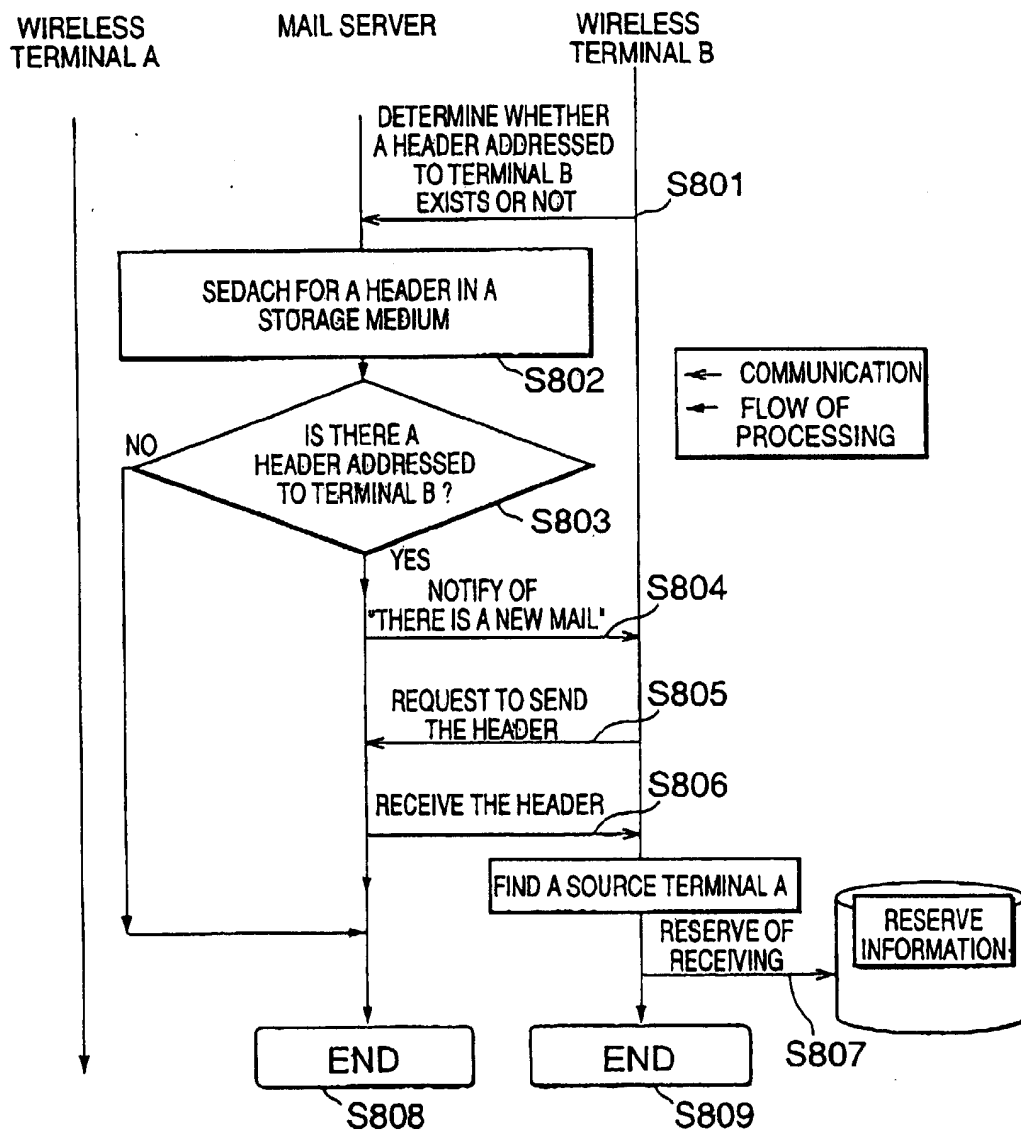 WIRELESS
TERMINAL A
MAIL SERVER
WIRELESS
TERMINAL B
DETERMINE WHETHER
A HEADER ADDRESSED
TO TERMINAL B
EXISTS OR NOT
S801
SEDACH FOR A HEADER IN A
STORAGE MEDIUM
S802
COMMUNICATION
FLOW OF
PROCESSING
NO
IS THERE A
HEADER ADDRESSED
TO TERMINAL B ?
S803
YES
NOTIFY OF
"THERE IS A NEW MAIL"
S804
REQUEST TO SEND
THE HEADER
S805
RECEIVE THE HEADER
S806
FIND A SOURCE TERMINAL A
RESERVE OF
RECEIVING
RESERVE
INFORMATION
S807
END
S808
END
S809